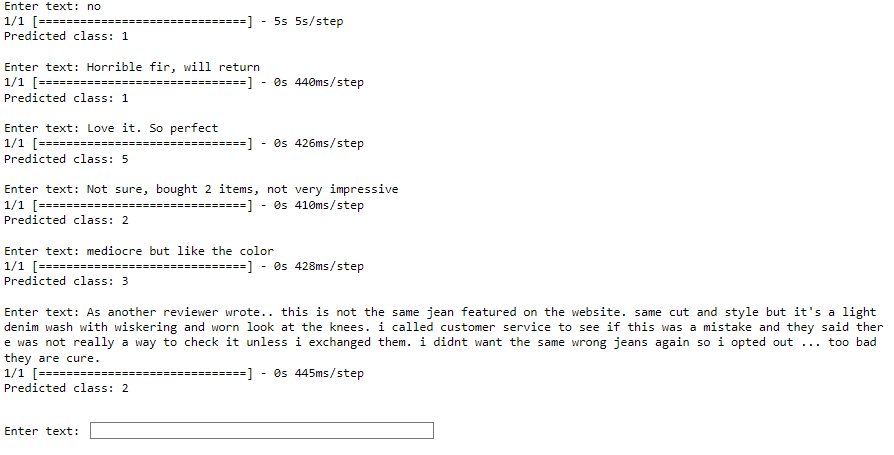 Enter text: no
1/1 [==============================] - 5s 5s/step
Predicted class: 1
Enter text: Horrible fir, will return
1/1 [==============================] - 0s 440ms/step
Predicted class: 1
Enter text: Love it. So perfect
1/1 [==============================] - 0s 426ms/step
Predicted class: 5
Enter text: Not sure, bought 2 items, not very impressive
1/1 [==============================] - 0s 410ms/step
Predicted class: 2
Enter text: mediocre but like the color
1/1 [==============================] - 0s 428ms/step
Predicted class: 3
Enter text: As another reviewer wrote.. this is not the same jean featured on the website. same cut and style but it's a light
denim wash with wiskering and worn look at the knees. i called customer service to see if this was a mistake and they said ther
e was not really a way to check it unless i exchanged them. i didnt want the same wrong jeans again so i opted out ... too bad
they are cure.
1/1 [==============================] - 0s 445ms/step
Predicted class: 2
Enter text: